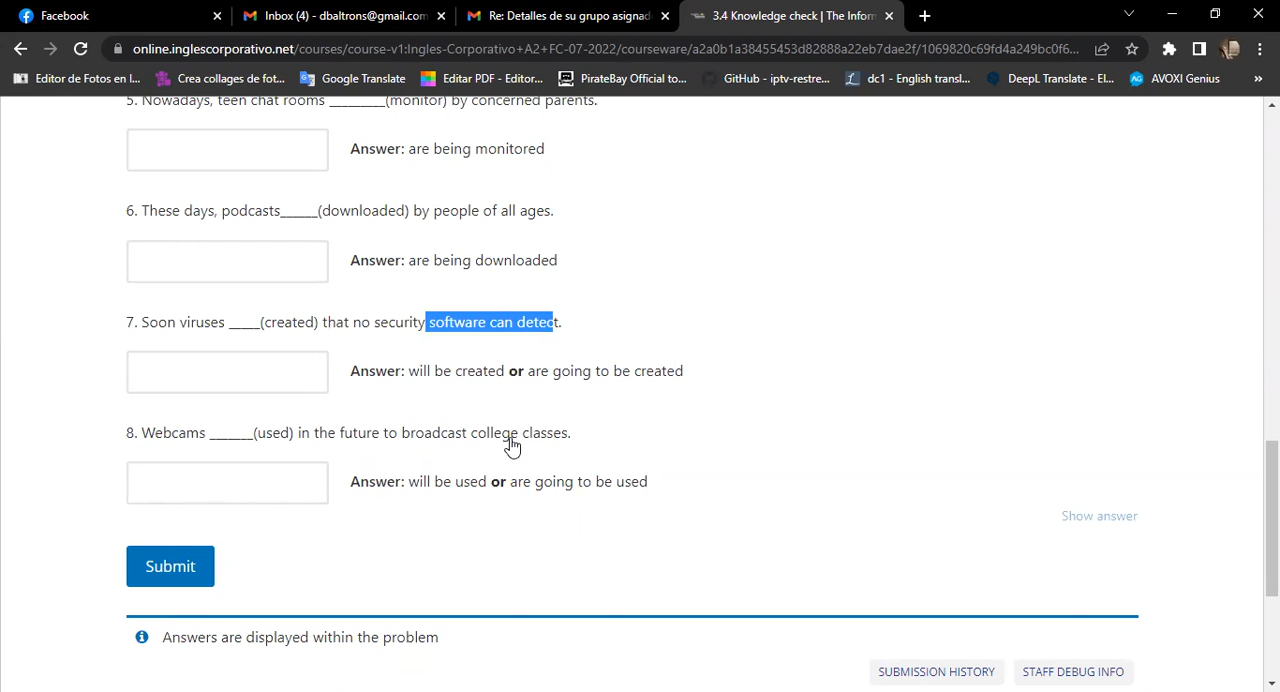 Facebook
Inbox (4) - dbaltrons@gmail.com
Re: Detalles de su grupo asignad
3.4 Knowledge check | The Inform
online.inglescorporativo.net/courses/course-v1:Ingles-Corporativo+A2+FC-07-2022/courseware/a2a0b1a38455453d82888a22eb7dae2f/1069820c69fd4a249bc0f6...
Editor de Fotos en l...
Crea collages de fot...
Google Translate
Editar PDF - Editor...
PirateBay Official to...
GitHub - iptv-restre...
dc1 - English transl...
DeepL Translate - El...
AVOXI Genius
5. Nowadays, teen chat rooms _________(monitor) by concerned parents.
Answer: are being monitored
6. These days, podcasts______(downloaded) by people of all ages.
Answer: are being downloaded
7. Soon viruses _____(created) that no security software can detect.
Answer: will be created or are going to be created
8. Webcams _______(used) in the future to broadcast college classes.
Answer: will be used or are going to be used
Show answer
Submit
Answers are displayed within the problem
SUBMISSION HISTORY
STAFF DEBUG INFO